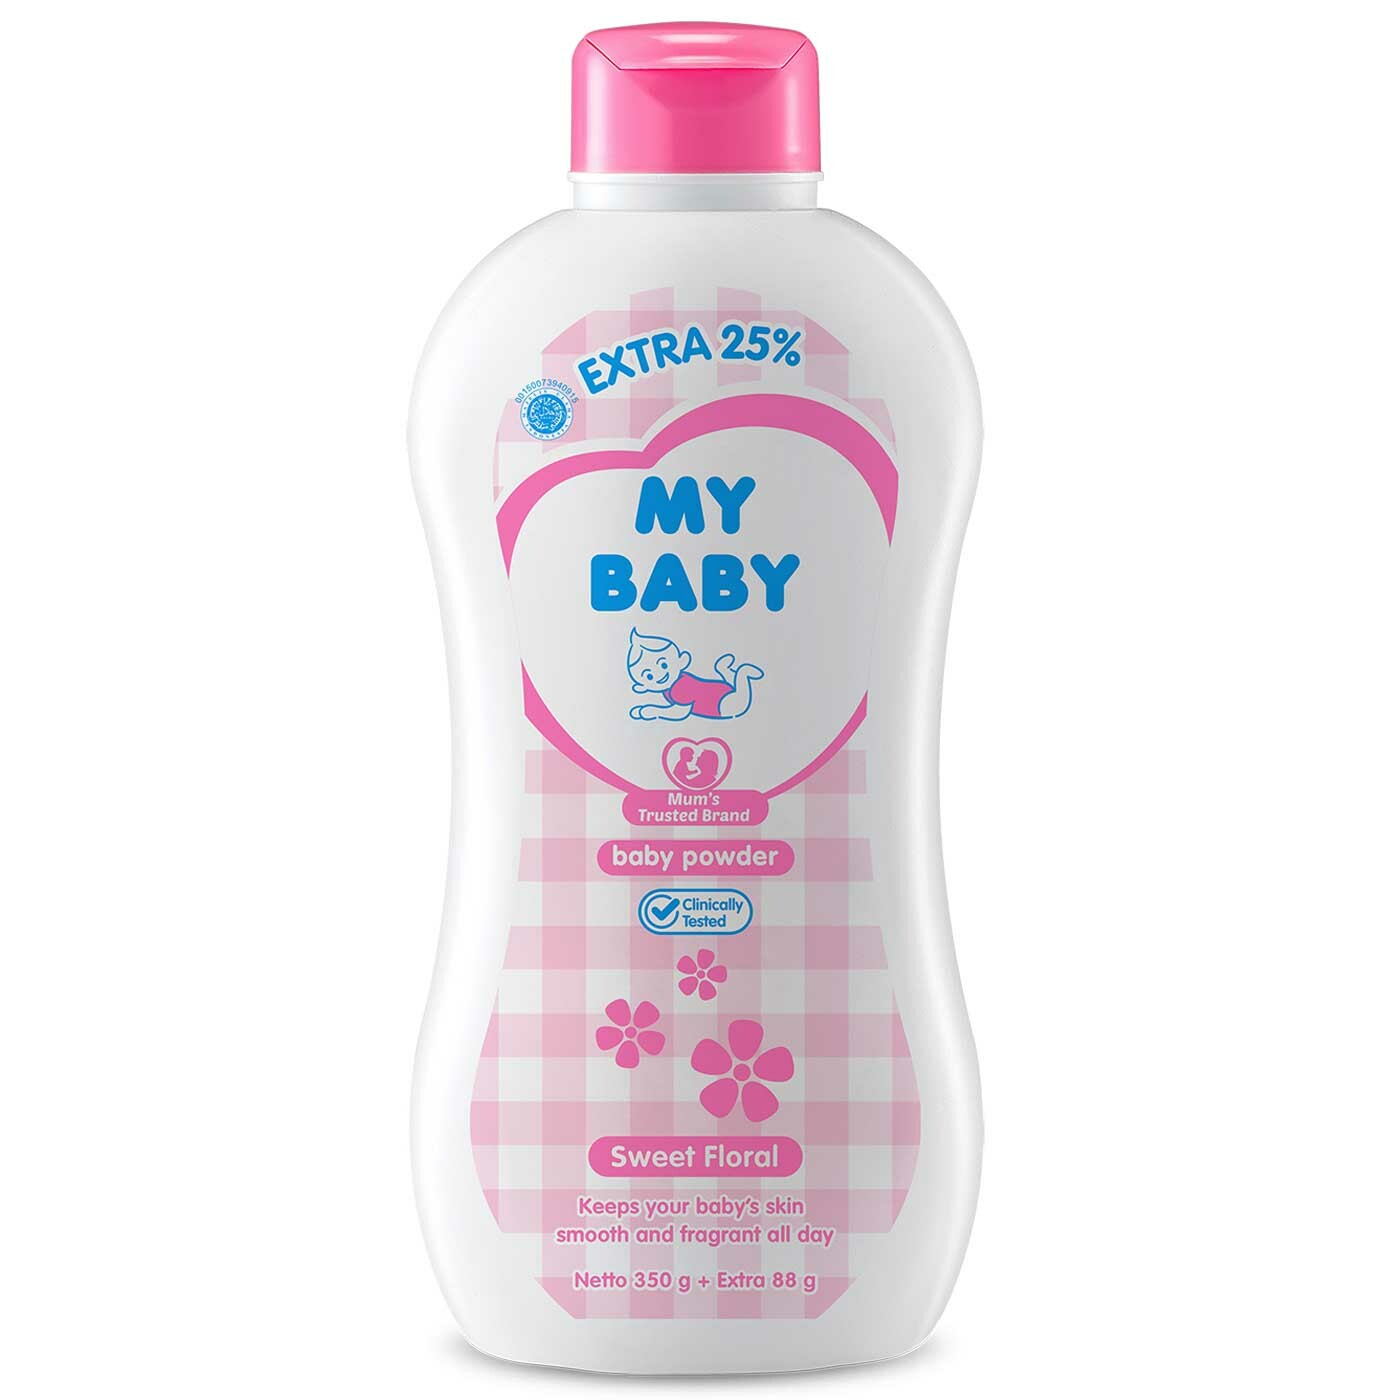 EXTRA 25%
00150073940915
MY
BABY
Mum's
Trusted Brand
baby powder
Clinically
Tested
Sweet Floral
Keeps your baby's skin
smooth and fragrant all day
Netto 350 g + Extra 88 g